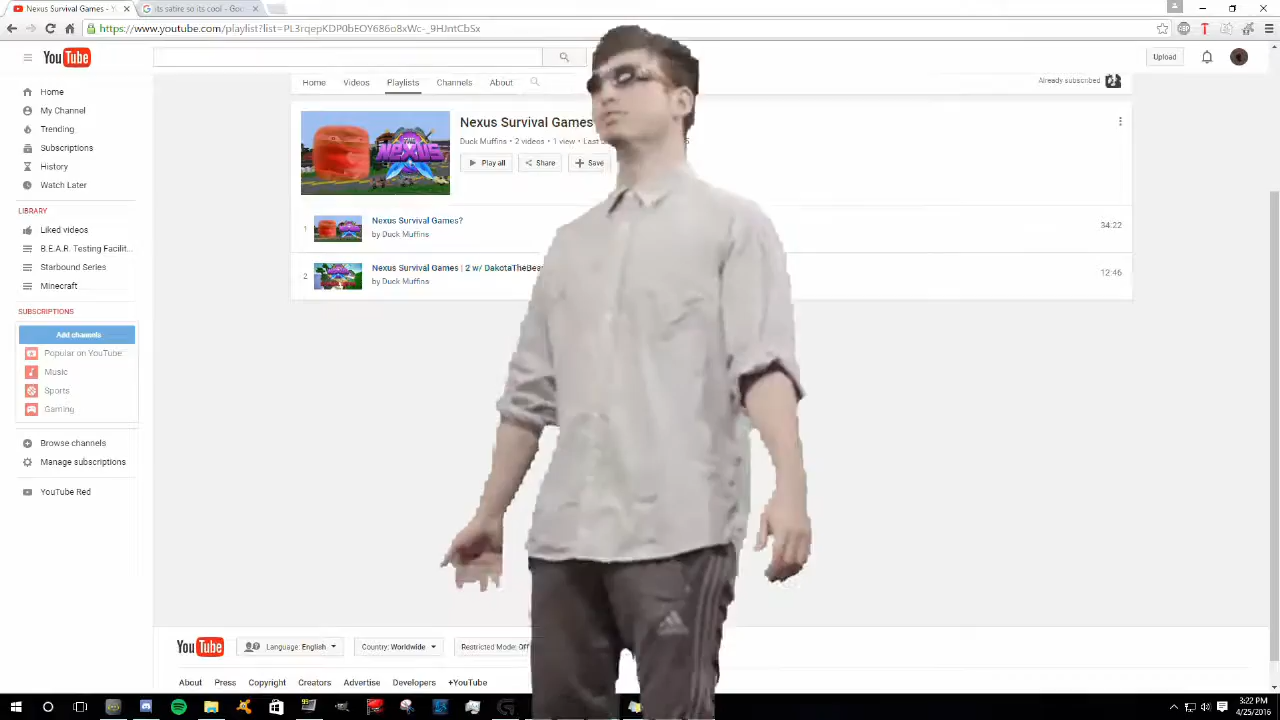 Nexus Survival Games - Y
its satire so its cool - Goo
https://www.youtube.com/playlist?list=PL3rqepKDP0bEOY686o8xWc-_9HJntCbSx
YouTube
Upload
Home
My Channel
Trending
Subscriptions
History
Watch Later
LIBRARY
Liked videos
B.E.A.R. Testing Facilit...
Starbound Series
Minecraft
SUBSCRIPTIONS
Add channels
Popular on YouTube
Music
Sports
Gaming
Browse channels
Manage subscriptions
YouTube Red
Home Videos Playlists Channels About
Already subscribed
THE NEXUS
Nexus Survival Games
Duck Muffins • 2 videos • 1 view •
Play all Share Save
1 Nexus Survival Games? 34:22
by Duck Muffins
2 Nexus Survival Games | 2 w/ DakotaTheBea 12:46
by Duck Muffins
adidas
YouTube Language: English Country: Worldwide Restricted Mode: Off
About Press Copyright Creators Advertise Developers +YouTube
3:22 PM
4/25/2016